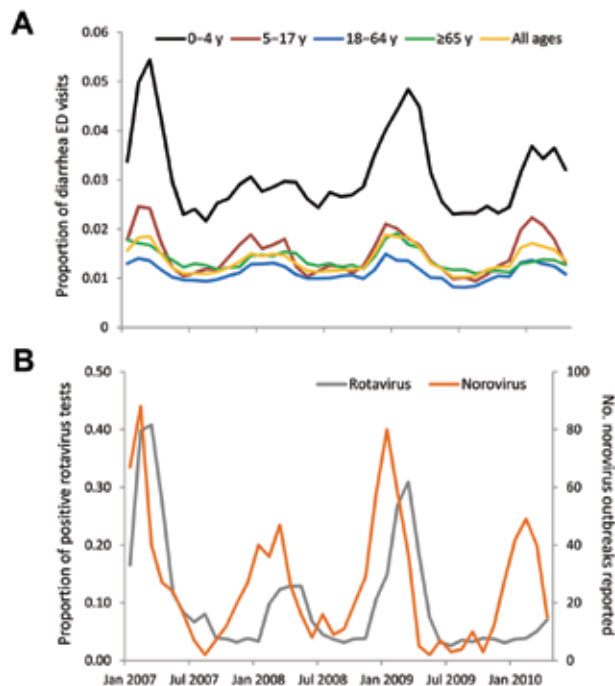 A
0–4 y 5–17 y 18–64 y ≥65 y All ages
Proportion of diarrhea ED visits
0.06
0.05
0.04
0.03
0.02
0.01
0
B
Rotavirus Norovirus
Proportion of positive rotavirus tests
0.50
0.40
0.30
0.20
0.10
0.00
100
80
60
40
20
0
No. norovirus outbreaks reported
Jan 2007 Jul 2007 Jan 2008 Jul 2008 Jan 2009 Jul 2009 Jan 2010